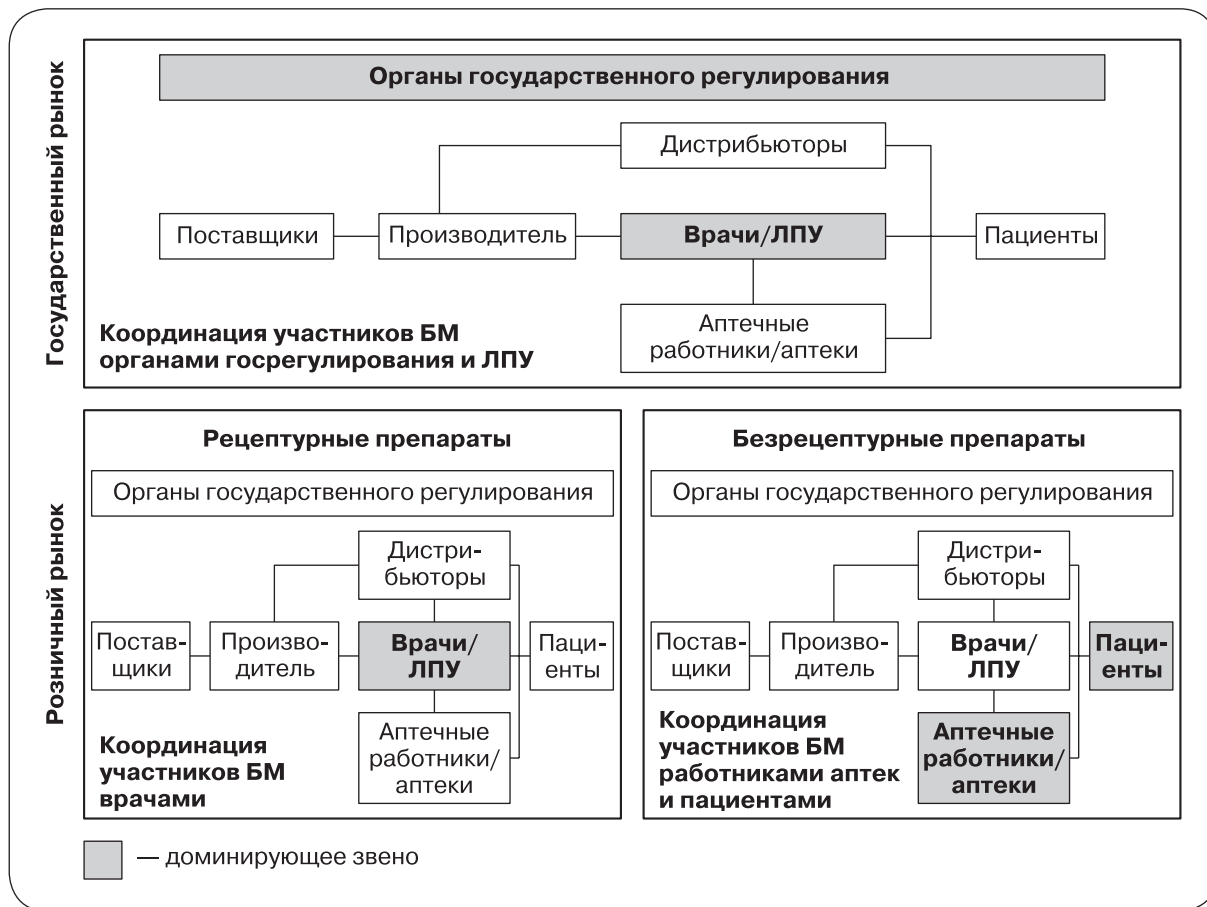 Государственный рынок
Органы государственного регулирования
Дистрибьюторы
Поставщики
Производитель
Врачи/ЛПУ
Пациенты
Аптечные
работники/аптеки
Координация участников БМ
органами госрегулирования и ЛПУ
Розничный рынок
Рецептурные препараты
Органы государственного регулирования
Дистри-
бьюторы
Постав-
щики
Производ-
дитель
Врачи/
ЛПУ
Паци-
енты
Аптечные
работники/
аптеки
Координация
участников БМ
врачами
Безрецептурные препараты
Органы государственного регулирования
Дистри-
бьюторы
Постав-
щики
Произво-
дитель
Врачи/
ЛПУ
Паци-
енты
Аптечные
работники/
аптеки
Координация
участников БМ
работниками аптек
и пациентами
— доминирующее звено